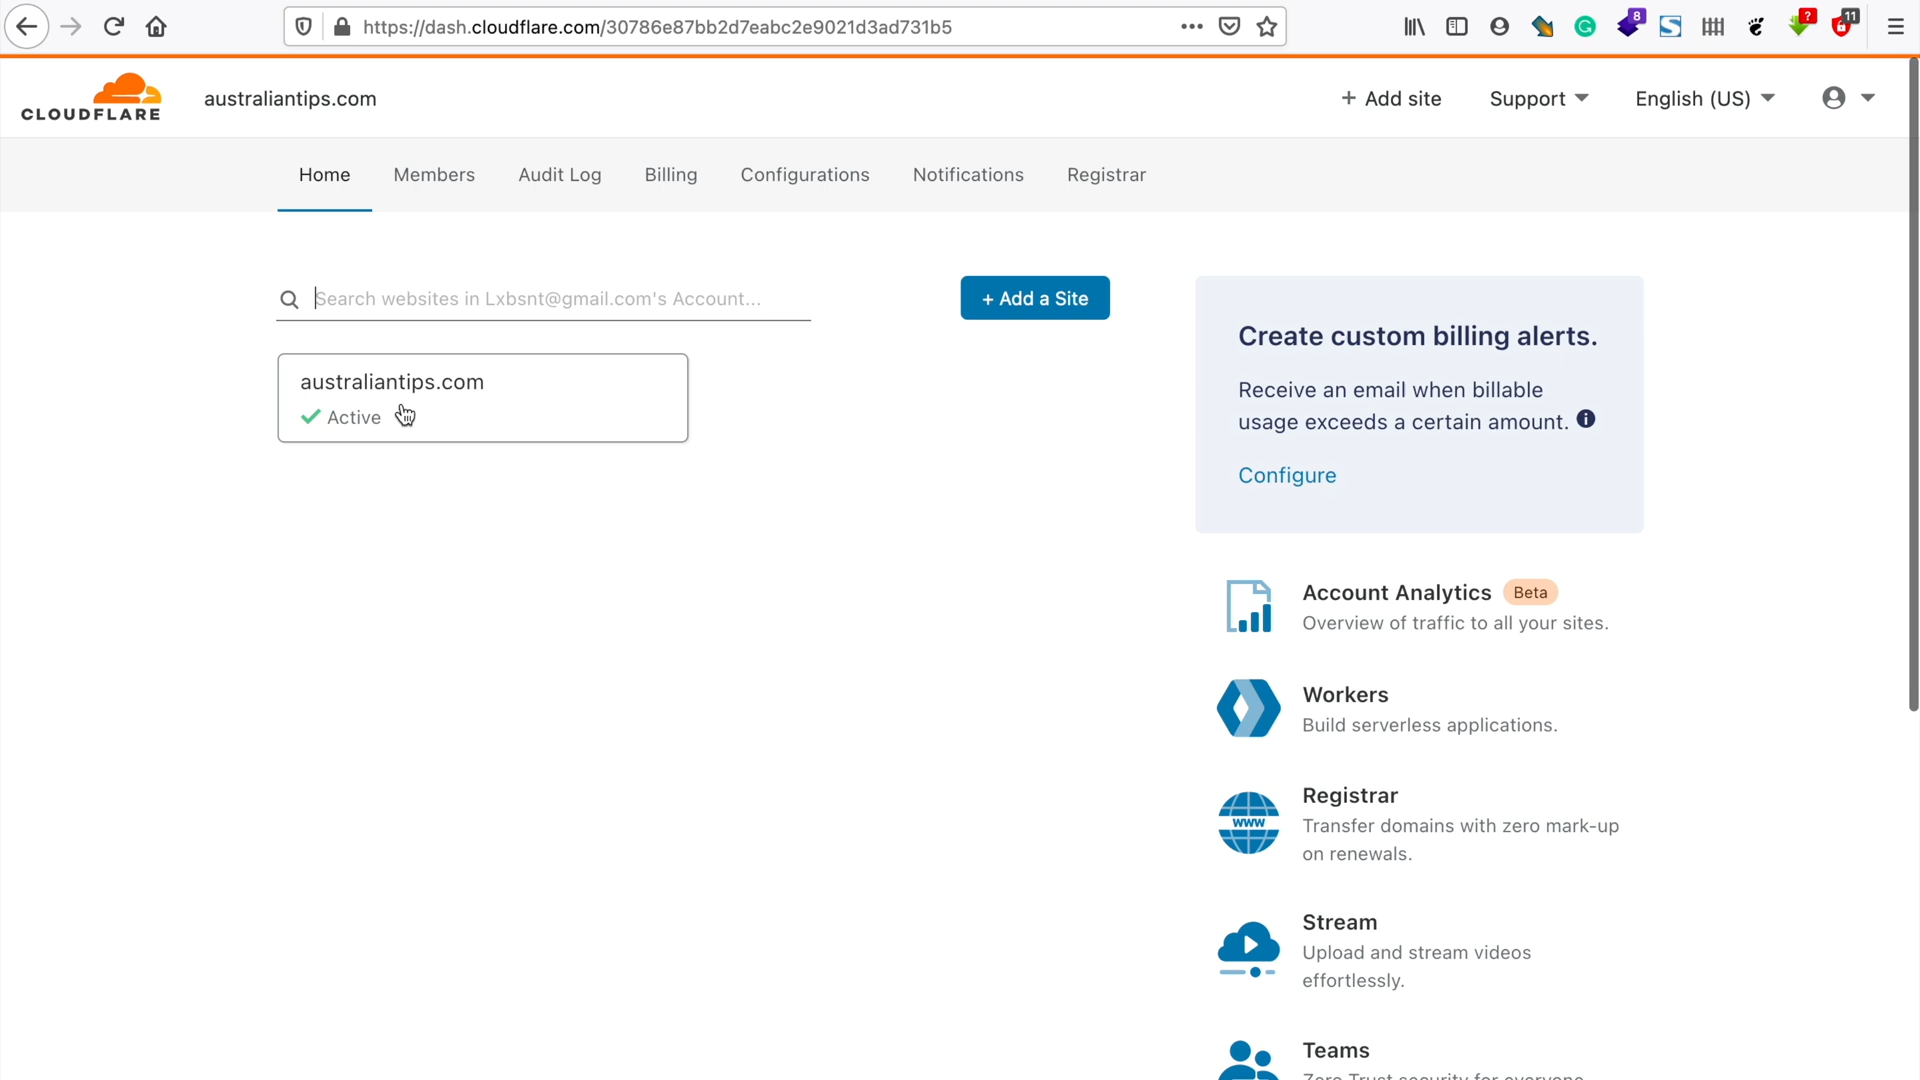 https://dash.cloudflare.com/30786e87bb2d7eabc2e9021d3ad731b5
8
?
11
CLOUDFLARE
australiantips.com
+ Add site
Support
English (US)
Home
Members
Audit Log
Billing
Configurations
Notifications
Registrar
Search websites in Lxbsnt@gmail.com's Account...
+ Add a Site
australiantips.com
Active
Create custom billing alerts.
Receive an email when billable
usage exceeds a certain amount.
Configure
Account Analytics Beta
Overview of traffic to all your sites.
Workers
Build serverless applications.
www
Registrar
Transfer domains with zero mark-up
on renewals.
Stream
Upload and stream videos
effortlessly.
Teams
Zero Trust security for everyone